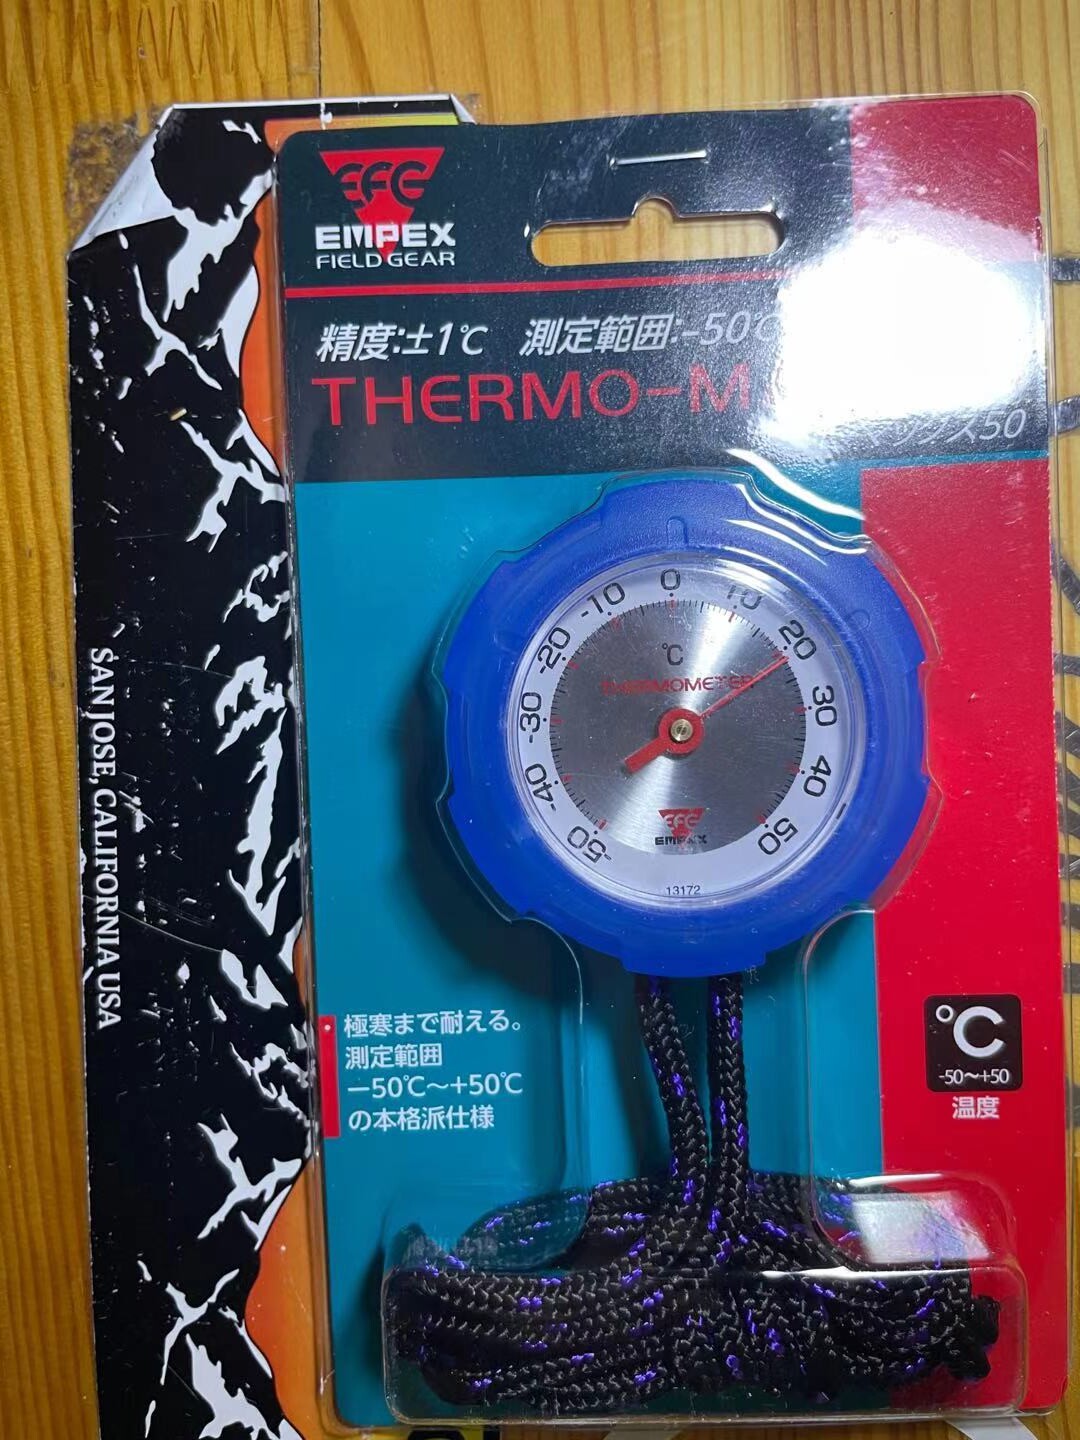 EFE
EMPEX
FIELD GEAR
精度:±1℃ 測定範囲:-50℃
THERMO-M
マックス50
-50 -40 -30 -20 -10 0 10 20 30 40 50
℃
THERMOMETER
EFE
EMPEX
13172
SAN JOSE, CALIFORNIA USA
極寒まで耐える。
測定範囲
-50℃~+50℃
の本格派仕様
℃
-50~+50
温度